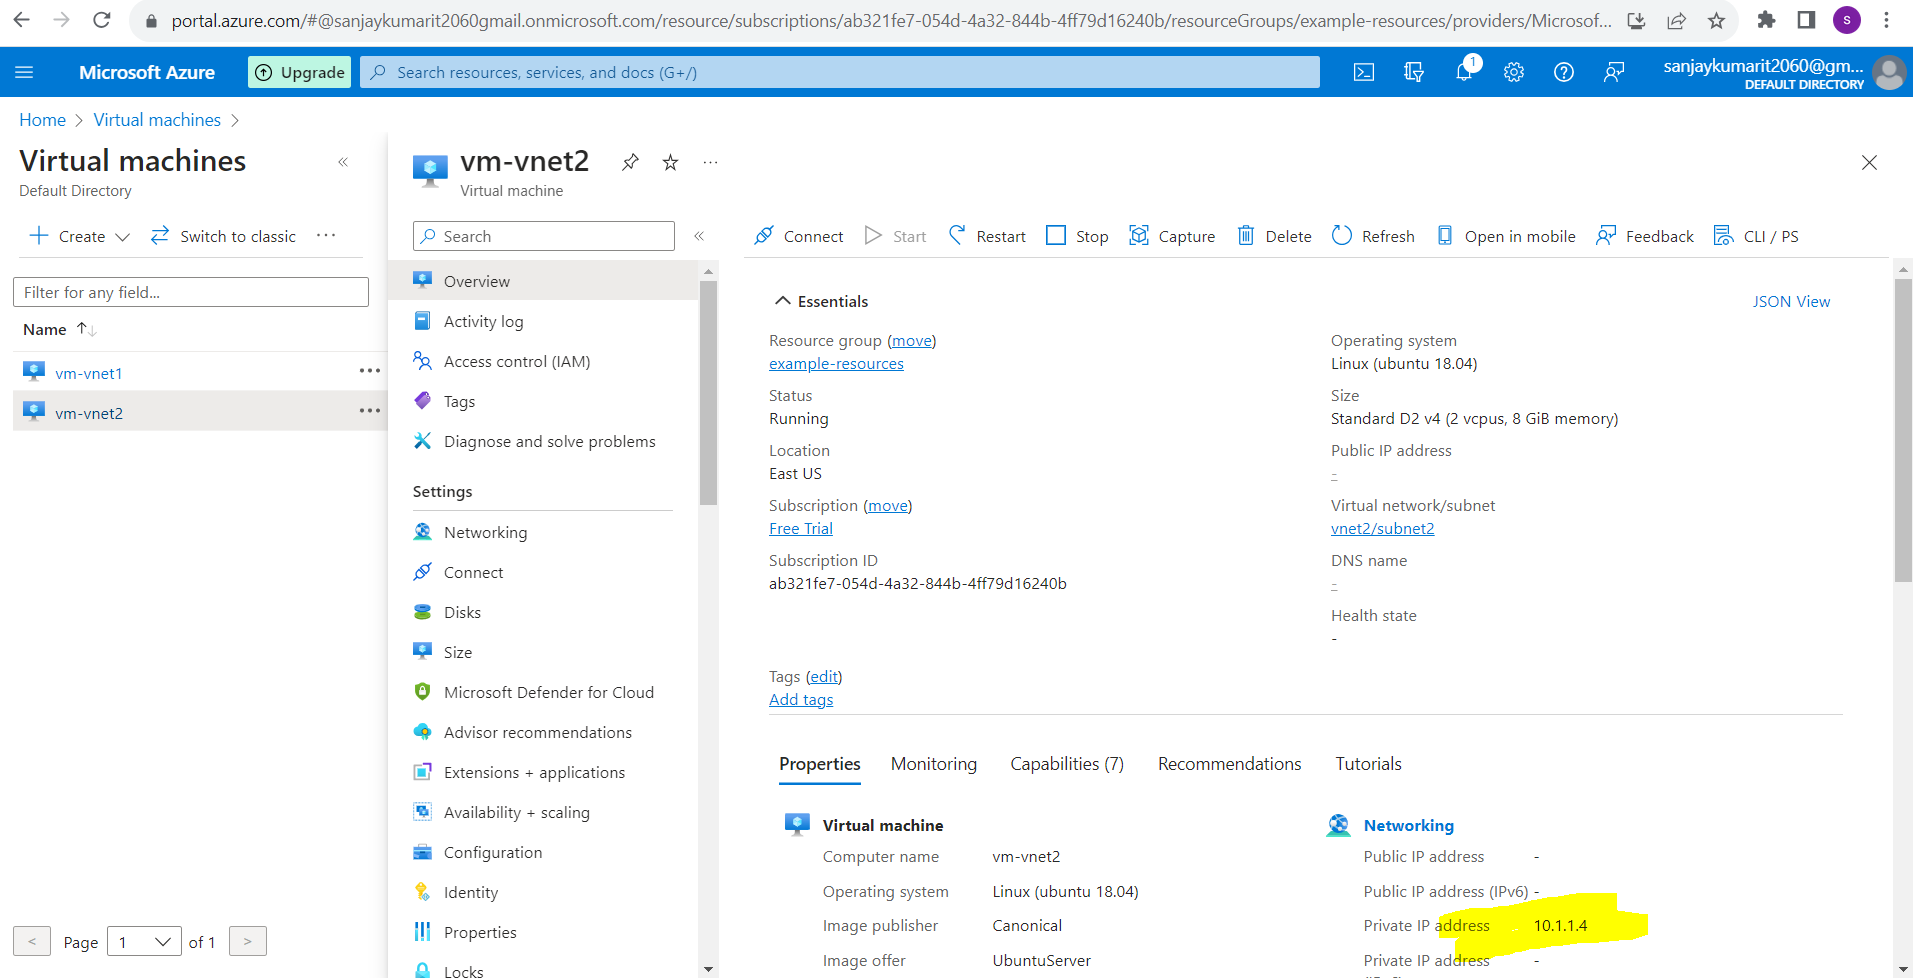 portal.azure.com/#@sanjaykumarit2060gmail.onmicrosoft.com/resource/subscriptions/ab321fe7-054d-4a32-844b-4ff79d16240b/resourceGroups/example-resources/providers/Microsof...
S
Microsoft Azure
Upgrade
Search resources, services, and docs (G+/)
1
sanjaykumarit2060@gm...
DEFAULT DIRECTORY
Home > Virtual machines >
Virtual machines
Default Directory
Create
Switch to classic
Filter for any field...
Name
vm-vnet1
vm-vnet2
< Page 1 of 1 >
vm-vnet2
Virtual machine
Search
Overview
Activity log
Access control (IAM)
Tags
Diagnose and solve problems
Settings
Networking
Connect
Disks
Size
Microsoft Defender for Cloud
Advisor recommendations
Extensions + applications
Availability + scaling
Configuration
Identity
Properties
Locks
Connect Start Restart Stop Capture Delete Refresh Open in mobile Feedback CLI / PS
Essentials
JSON View
Resource group (move)
example-resources
Status
Running
Location
East US
Subscription (move)
Free Trial
Subscription ID
ab321fe7-054d-4a32-844b-4ff79d16240b
Operating system
Linux (ubuntu 18.04)
Size
Standard D2 v4 (2 vcpus, 8 GiB memory)
Public IP address
-
Virtual network/subnet
vnet2/subnet2
DNS name
-
Health state
-
Tags (edit)
Add tags
Properties Monitoring Capabilities (7) Recommendations Tutorials
Virtual machine
Computer name vm-vnet2
Operating system Linux (ubuntu 18.04)
Image publisher Canonical
Image offer UbuntuServer
Networking
Public IP address -
Public IP address (IPv6) -
Private IP address 10.1.1.4
Private IP address -